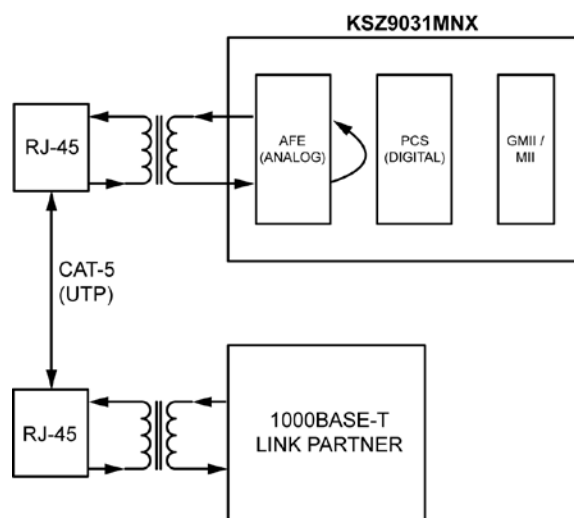 KSZ9031MNX
RJ-45
AFE
(ANALOG)
PCS
(DIGITAL)
GMII /
MII
CAT-5
(UTP)
RJ-45
1000BASE-T
LINK PARTNER